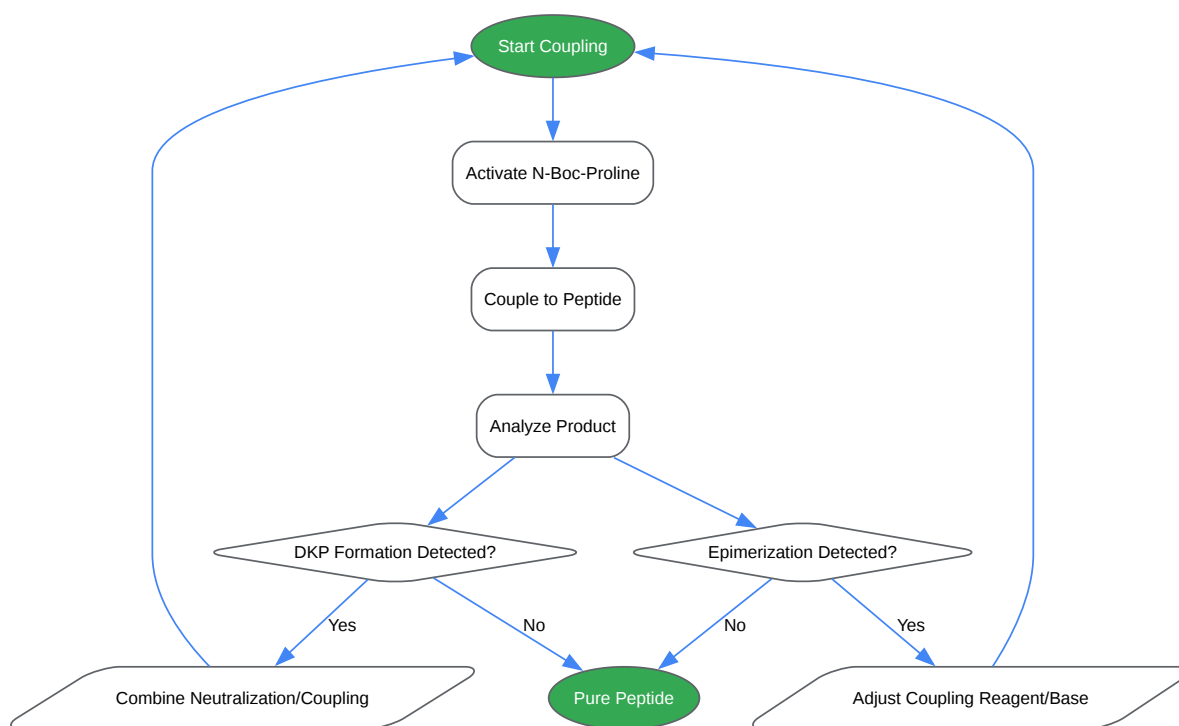 Start Coupling
Activate N-Boc-Proline
Couple to Peptide
Analyze Product
DKP Formation Detected?
Epimerization Detected?
Yes
No
No
Yes
Combine Neutralization/Coupling
Pure Peptide
Adjust Coupling Reagent/Base